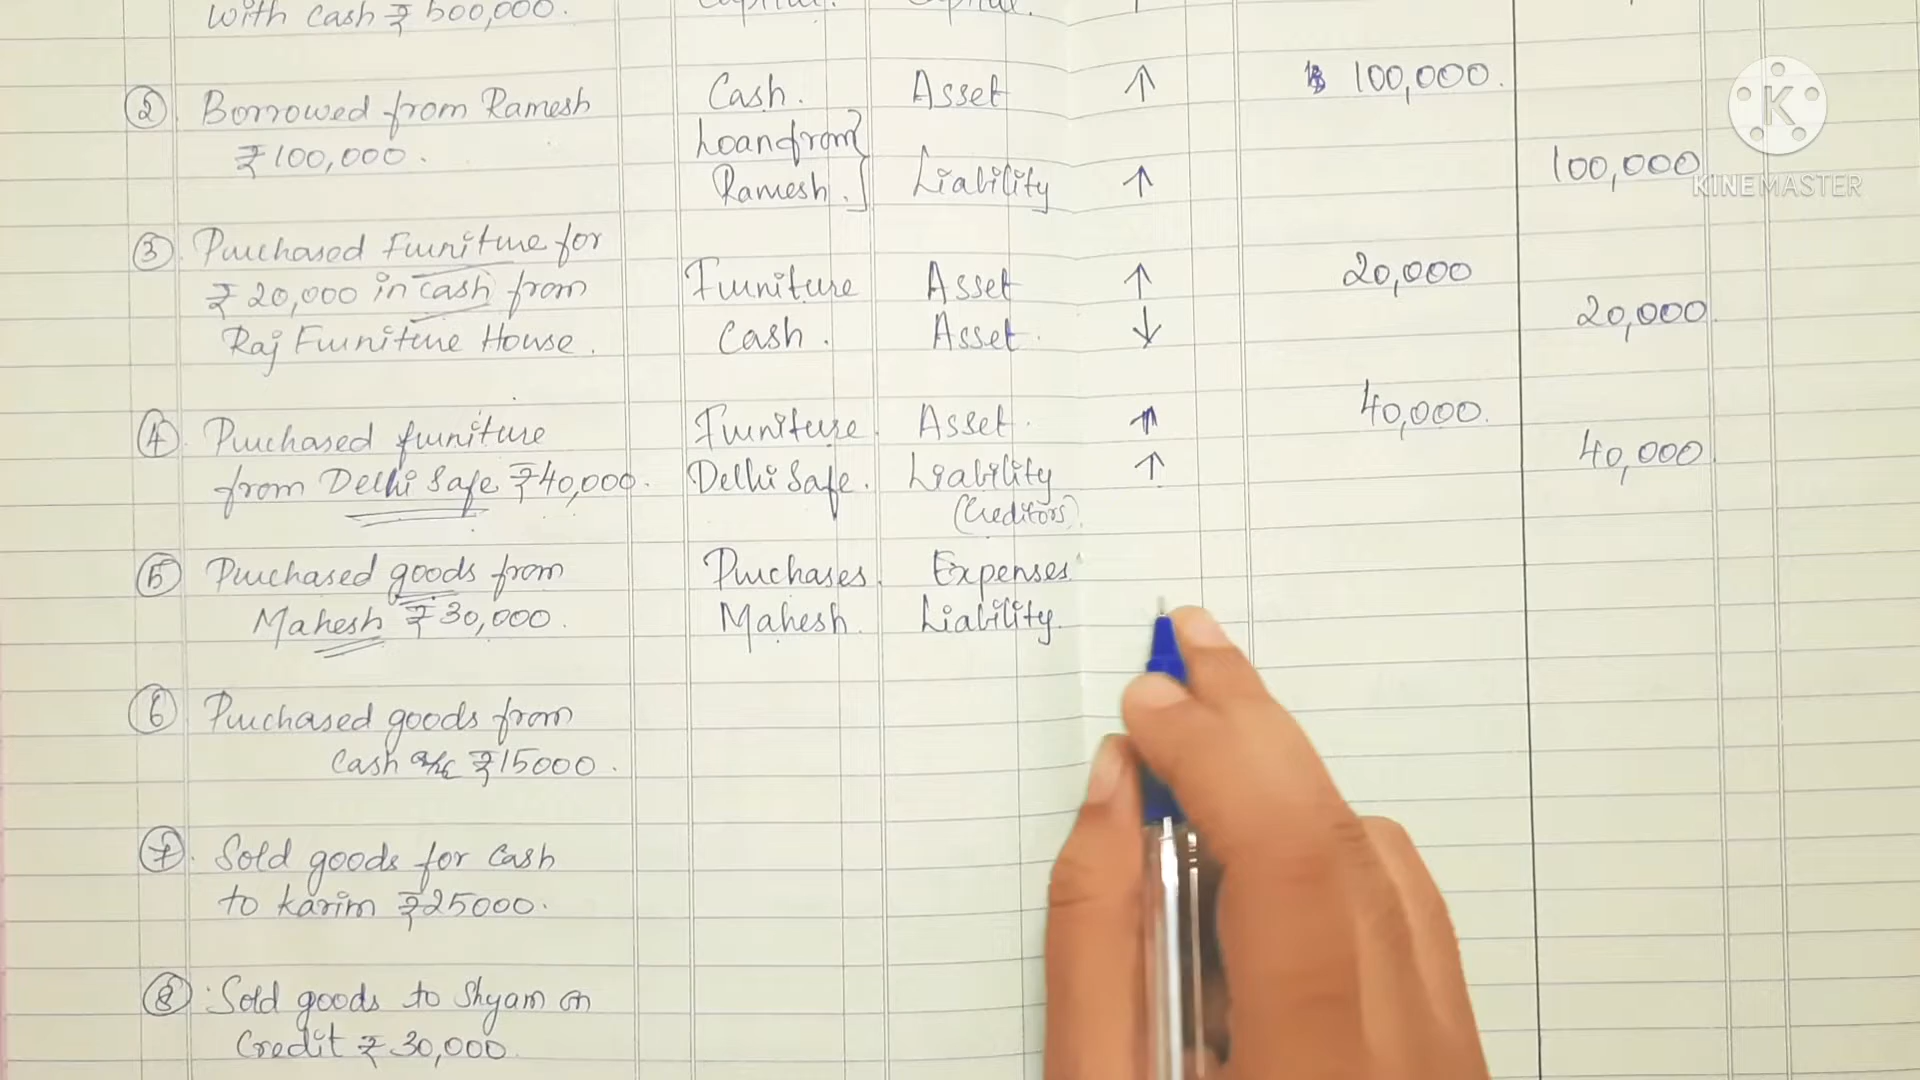 with cash ₹ 500,000.
Capital. Capital. ↑
② Borrowed from Ramesh Cash. Asset ↑ 100,000.
₹100,000. Loan from
Ramesh. Liability ↑ 100,000
③ Purchased Furniture for
₹20,000 in cash from Furniture Asset ↑ 20,000
Raj Furniture House. Cash. Asset. ↓ 20,000
④ Purchased furniture Furniture. Asset. ↑ 40,000.
from Delhi Safe ₹40,000. Delhi Safe. Liability ↑ 40,000
(Creditors)
⑤ Purchased goods from Purchases. Expenses
Mahesh ₹30,000. Mahesh. Liability.
⑥ Purchased goods from
Cash a/c ₹15000.
⑦. Sold goods for cash
to Karim ₹25000.
⑧. Sold goods to Shyam on
Credit ₹30,000.
K
KINEMASTER